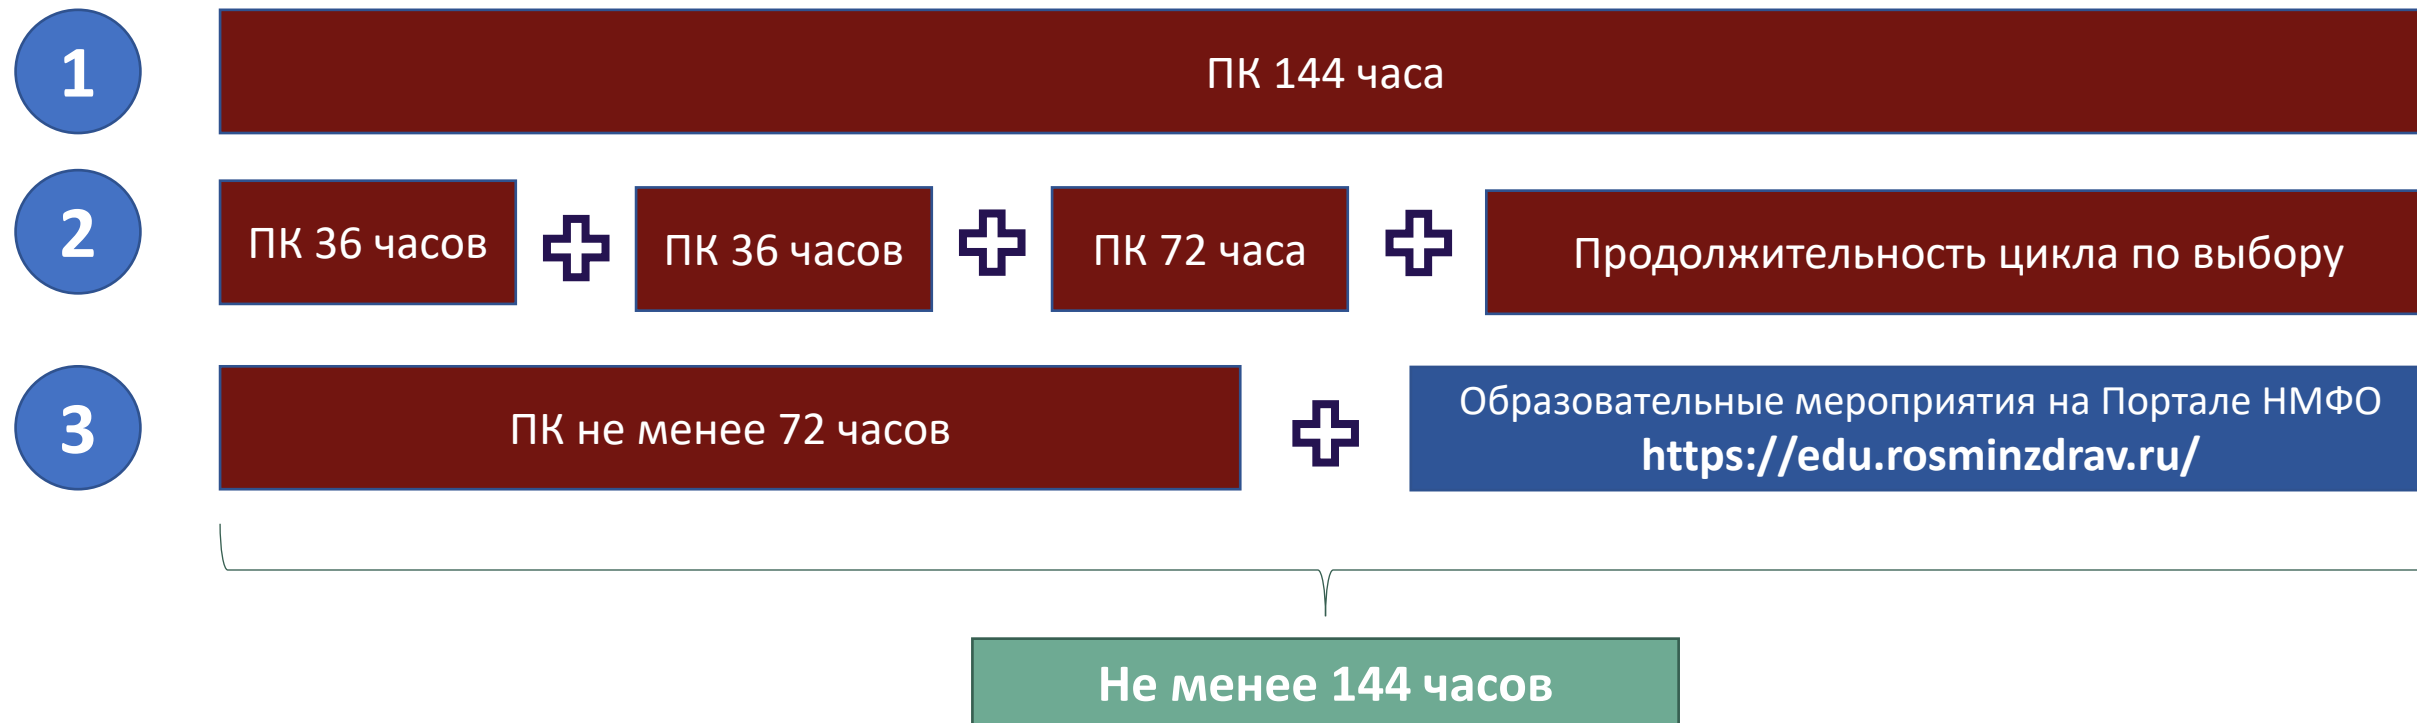 1
ПК 144 часа
2
ПК 36 часов
ПК 36 часов
ПК 72 часа
Продолжительность цикла по выбору
3
ПК не менее 72 часов
Образовательные мероприятия на Портале НМФО
https://edu.rosminzdrav.ru/
Не менее 144 часов